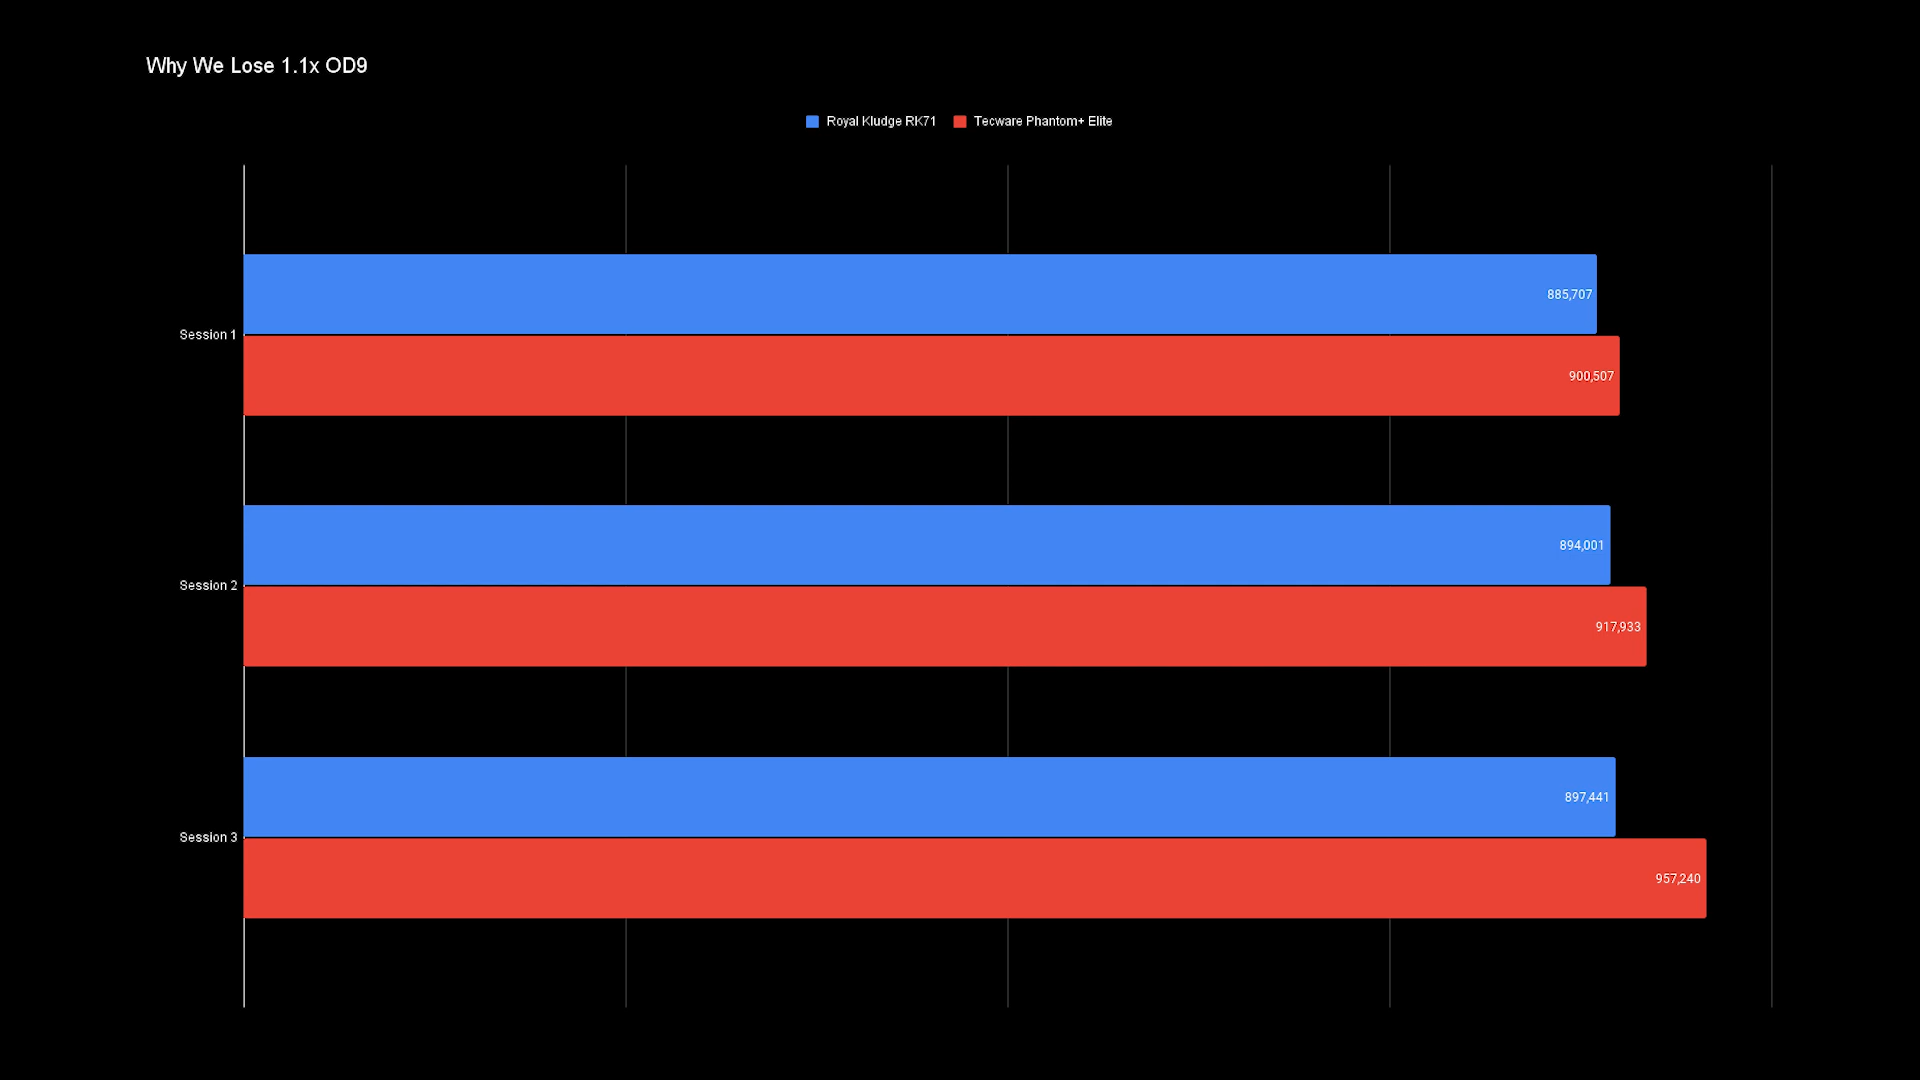 Why We Lose 1.1x OD9
Royal Kludge RK71 Tecware Phantom+ Elite
885,707
Session 1
900,507
894,001
Session 2
917,933
897,441
Session 3
957,240